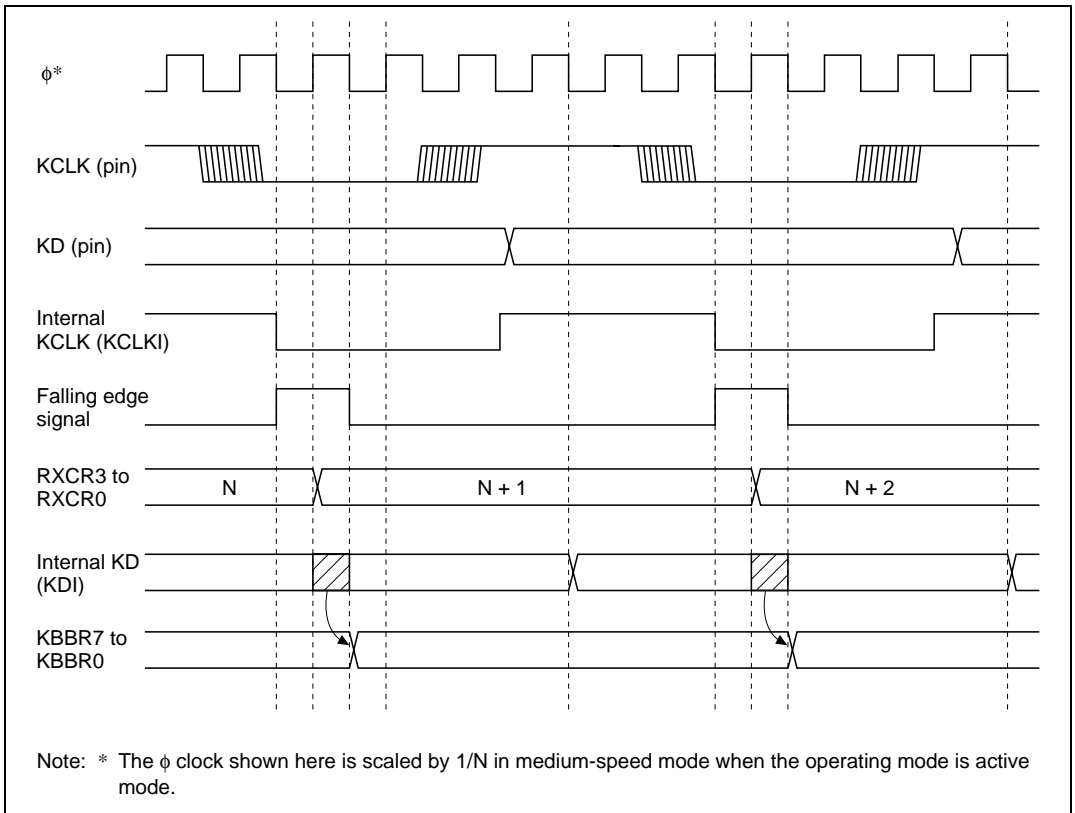 ϕ*
KCLK (pin)
KD (pin)
Internal
KCLK (KCLKI)
Falling edge
signal
RXCR3 to
RXCR0
N
N + 1
N + 2
Internal KD
(KDI)
KBBR7 to
KBBR0
Note: * The ϕ clock shown here is scaled by 1/N in medium-speed mode when the operating mode is active
mode.